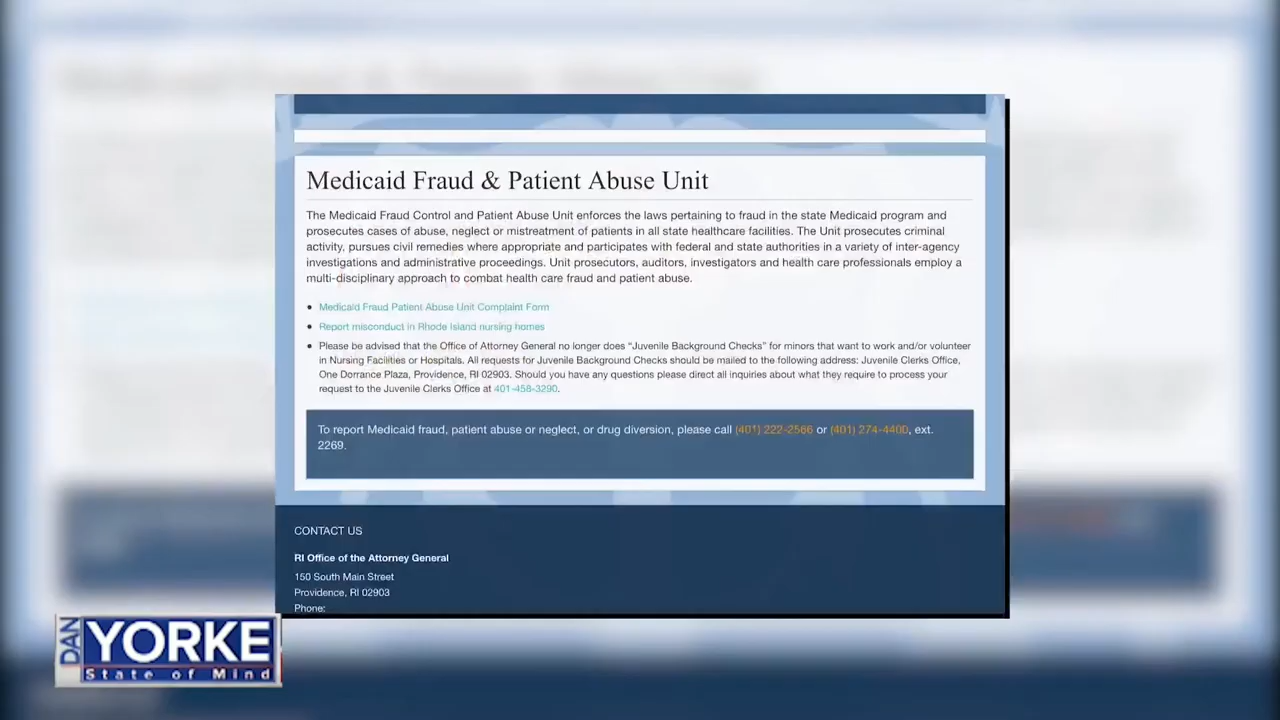 Medicaid Fraud & Patient Abuse Unit
The Medicaid Fraud Control and Patient Abuse Unit enforces the laws pertaining to fraud in the state Medicaid program and
prosecutes cases of abuse, neglect or mistreatment of patients in all state healthcare facilities. The Unit prosecutes criminal
activity, pursues civil remedies where appropriate and participates with federal and state authorities in a variety of inter-agency
investigations and administrative proceedings. Unit prosecutors, auditors, investigators and health care professionals employ a
multi-disciplinary approach to combat health care fraud and patient abuse.
• Medicaid Fraud Patient Abuse Unit Complaint Form
• Report misconduct in Rhode Island nursing homes
• Please be advised that the Office of Attorney General no longer does “Juvenile Background Checks” for minors that want to work and/or volunteer
in Nursing Facilities or Hospitals. All requests for Juvenile Background Checks should be mailed to the following address: Juvenile Clerks Office,
One Dorrance Plaza, Providence, RI 02903. Should you have any questions please direct all inquiries about what they require to process your
request to the Juvenile Clerks Office at 401-458-3290.
To report Medicaid fraud, patient abuse or neglect, or drug diversion, please call (401) 222-2566 or (401) 274-4400, ext.
2269.
CONTACT US
RI Office of the Attorney General
150 South Main Street
Providence, RI 02903
Phone:
DAN
YORKE
State of Mind